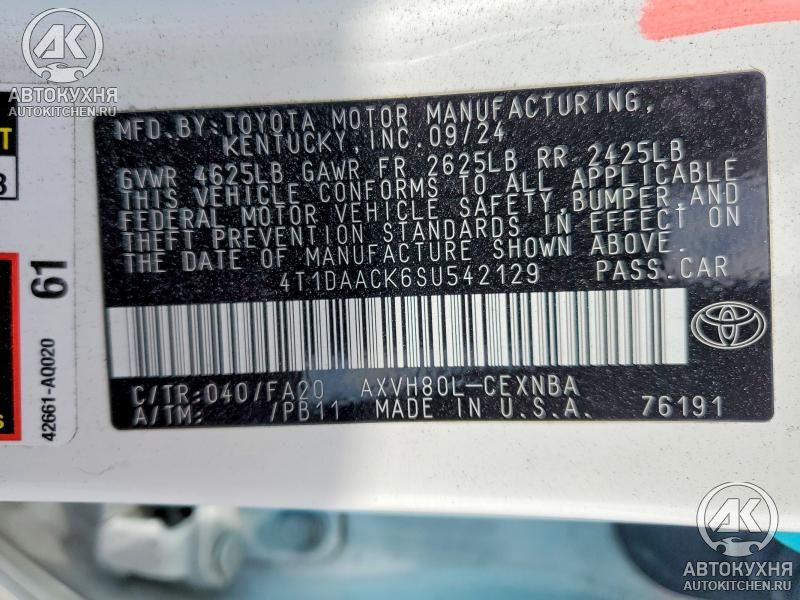 АВТОКУХНЯ
AUTOKITCHEN.RU
MFD. BY: TOYOTA MOTOR MANUFACTURING,
KENTUCKY, INC. 09/24
GVWR 4625LB GAWR FR 2625LB RR 2425LB
THIS VEHICLE CONFORMS TO ALL APPLICABLE
FEDERAL MOTOR VEHICLE SAFETY, BUMPER, AND
THEFT PREVENTION STANDARDS IN EFFECT ON
THE DATE OF MANUFACTURE SHOWN ABOVE.
4T1DAACK6SU542129 PASS. CAR
C/TR: 040/FA20 AXVH80L-CEXNBA
A/TM: /PB11 MADE IN U.S.A. 76191
61
42661-AQ020
АВТОКУХНЯ
AUTOKITCHEN.RU